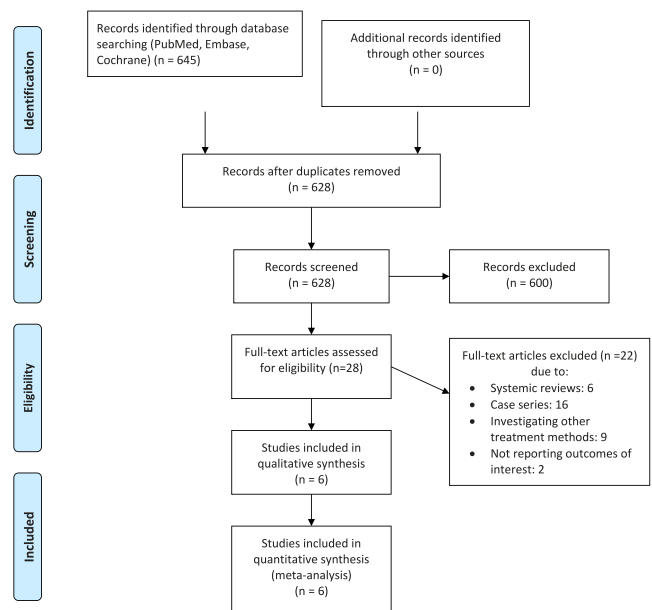 Identification
Records identified through database
searching (PubMed, Embase,
Cochrane) (n = 645)
Additional records identified
through other sources
(n = 0)
Records after duplicates removed
(n = 628)
Screening
Records screened
(n = 628)
Records excluded
(n = 600)
Eligibility
Full-text articles assessed
for eligibility (n=28)
Full-text articles excluded (n =22)
due to:
• Systemic reviews: 6
• Case series: 16
• Investigating other
treatment methods: 9
• Not reporting outcomes of
interest: 2
Studies included in
qualitative synthesis
(n = 6)
Included
Studies included in
quantitative synthesis
(meta-analysis)
(n = 6)